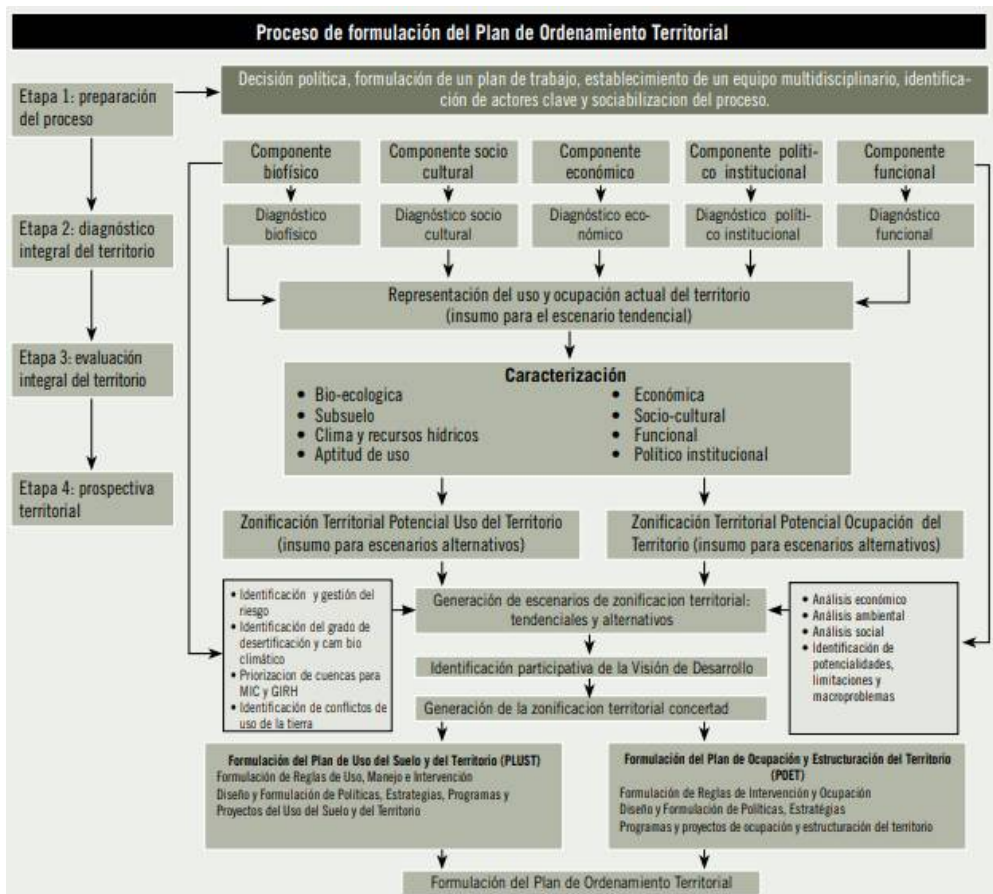 Proceso de formulación del Plan de Ordenamiento Territorial
Etapa 1: preparación
del proceso
Decisión política, formulación de un plan de trabajo, establecimiento de un equipo multidisciplinario, identifica-
ción de actores clave y sociabilizacion del proceso.
Componente
biofísico
Componente socio
cultural
Componente
económico
Componente políti-
co institucional
Componente
funcional
Etapa 2: diagnóstico
integral del territorio
Diagnóstico
biofísico
Diagnóstico socio
cultural
Diagnóstico eco-
nómico
Diagnóstico políti-
co institucional
Diagnóstico
funcional
Representación del uso y ocupación actual del territorio
(insumo para el escenario tendencial)
Etapa 3: evaluación
integral del territorio
Caracterización
• Bio-ecologica
• Subsuelo
• Clima y recursos hídricos
• Aptitud de uso
• Económica
• Socio-cultural
• Funcional
• Político institucional
Etapa 4: prospectiva
territorial
Zonificación Territorial Potencial Uso del Territorio
(insumo para escenarios alternativos)
Zonificación Territorial Potencial Ocupación del
Territorio (insumo para escenarios alternativos)
• Identificación y gestión del
riesgo
• Identificación del grado de
desertificación y cam bio
climático
• Priorizacion de cuencas para
MIC y GIRH
• Identificación de conflictos de
uso de la tierra
Generación de escenarios de zonificacion territorial:
tendenciales y alternativos
Identificación participativa de la Visión de Desarrollo
Generación de la zonificacion territorial concertad
• Análisis económico
• Análisis ambiental
• Análisis social
• Identificación de
potencialidades,
limitaciones y
macroproblemas
Formulación del Plan de Uso del Suelo y del Territorio (PLUST)
Formulación de Reglas de Uso, Manejo e Intervención
Diseño y Formulación de Políticas, Estrategias, Programas y
Proyectos del Uso del Suelo y del Territorio
Formulación del Plan de Ocupación y Estructuración del Territorio
(POET)
Formulación de Reglas de Intervención y Ocupación
Diseño y Formulación de Políticas, Estratégias
Programas y proyectos de ocupación y estructuración del territorio
Formulación del Plan de Ordenamiento Territorial